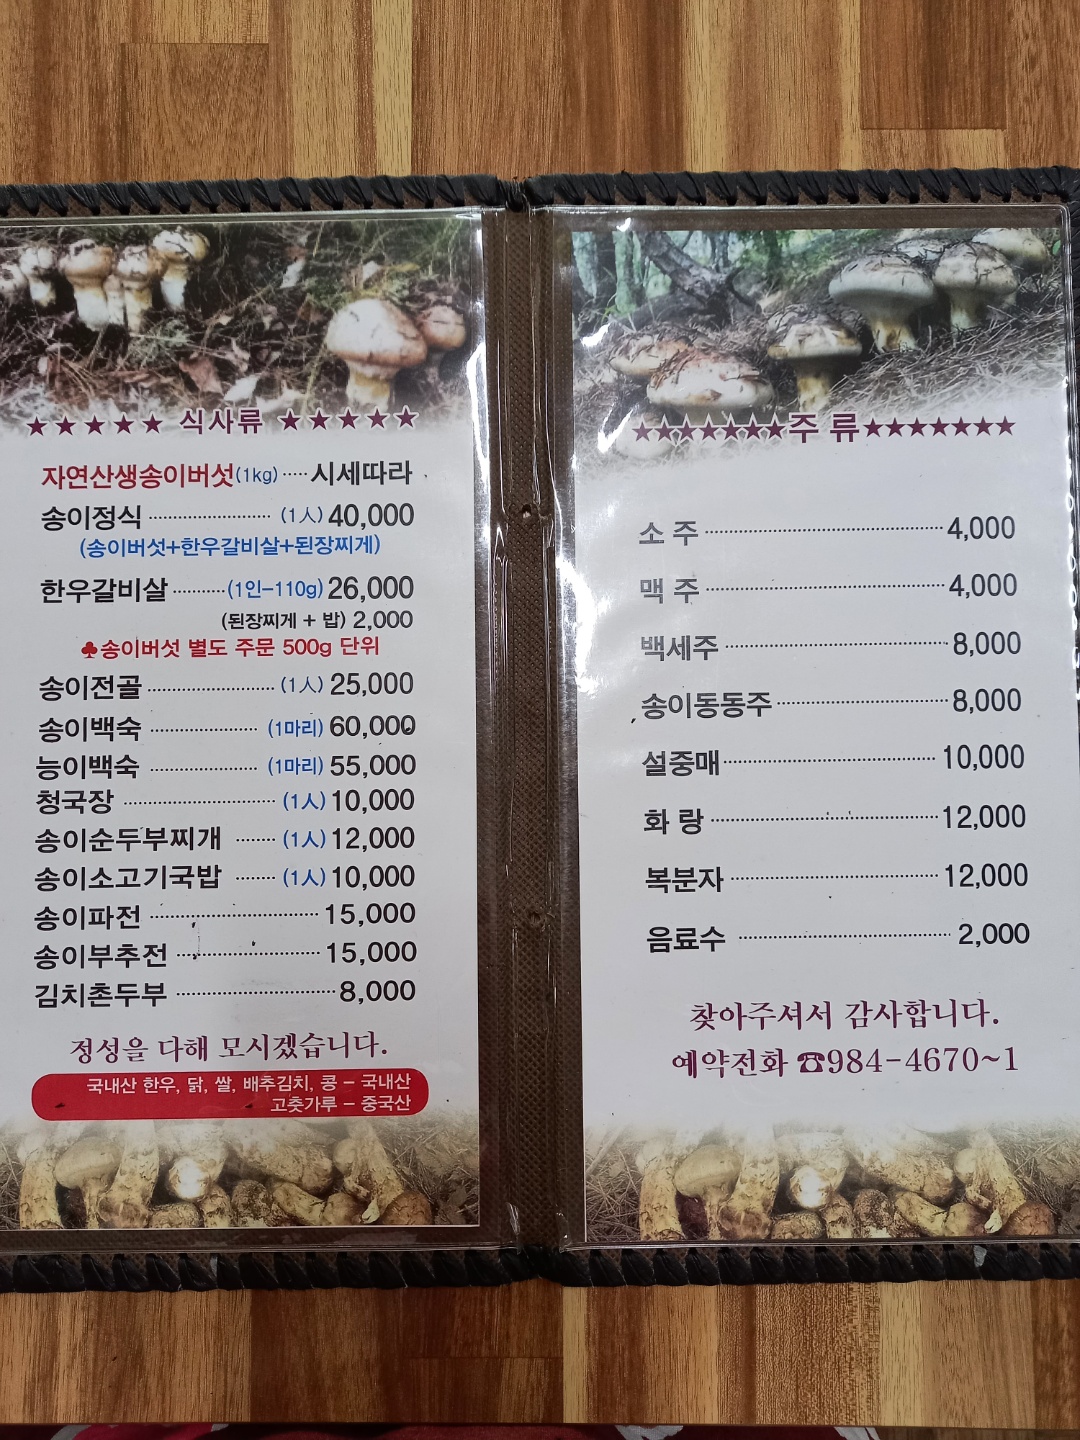 ★★★★★ 식사류 ★★★★★
자연산생송이버섯(1kg)·····시세따라
송이정식 ···················· (1人) 40,000
(송이버섯+한우갈비살+된장찌게)
한우갈비살··········(1인-110g) 26,000
(된장찌게 + 밥) 2,000
♣송이버섯 별도 주문 500g 단위
송이전골 ···················· (1人) 25,000
송이백숙 ················· (1마리) 60,000
능이백숙 ················· (1마리) 55,000
청국장 ························ (1人) 10,000
송이순두부찌개 ········ (1人) 12,000
송이소고기국밥 ········ (1人) 10,000
송이파전 ··························· 15,000
송이부추전 ······················· 15,000
김치촌두부 ·························· 8,000
정성을 다해 모시겠습니다.
국내산 한우, 닭, 쌀, 배추김치, 콩 - 국내산
고춧가루 - 중국산
★★★★★★★주 류★★★★★★★
소 주 ········································ 4,000
맥 주 ········································ 4,000
백세주 ······································ 8,000
송이동동주 ····························· 8,000
설중매 ··································· 10,000
화 랑 ····································· 12,000
복분자 ··································· 12,000
음료수 ··································· 2,000
찾아주셔서 감사합니다.
예약전화 ☎984-4670~1